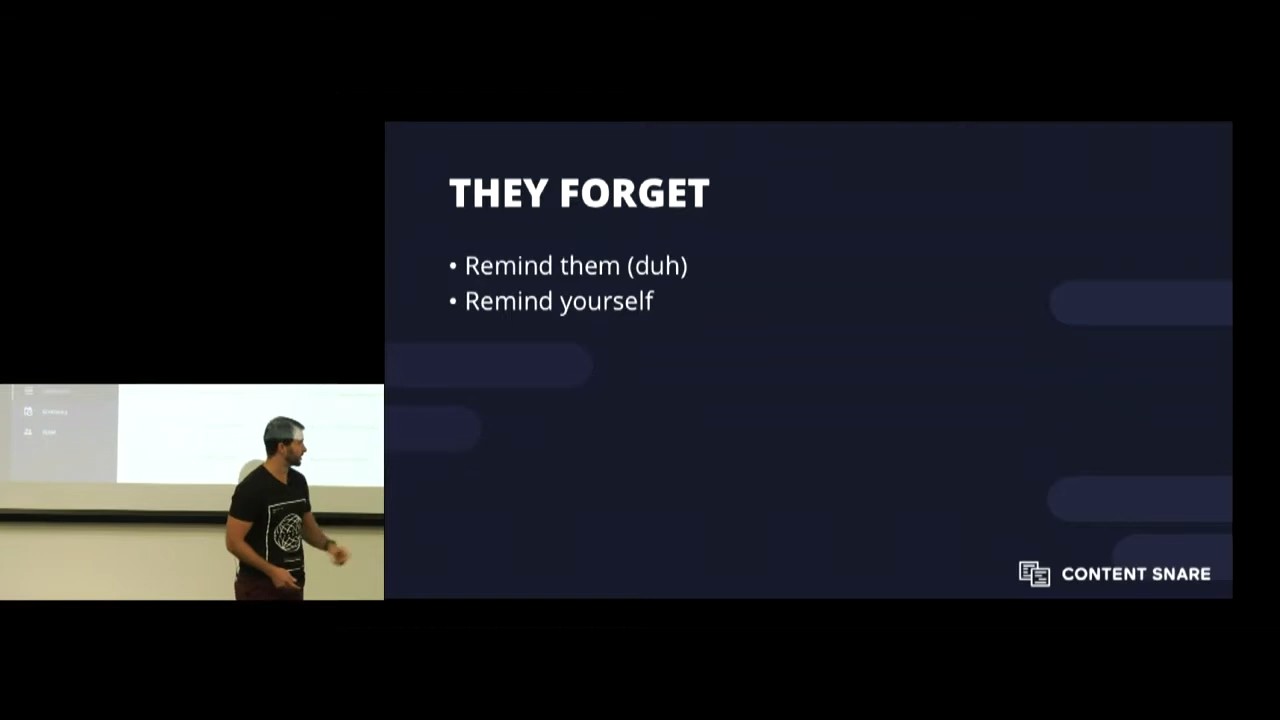 THEY FORGET
• Remind them (duh)
• Remind yourself
CONTENT SNARE